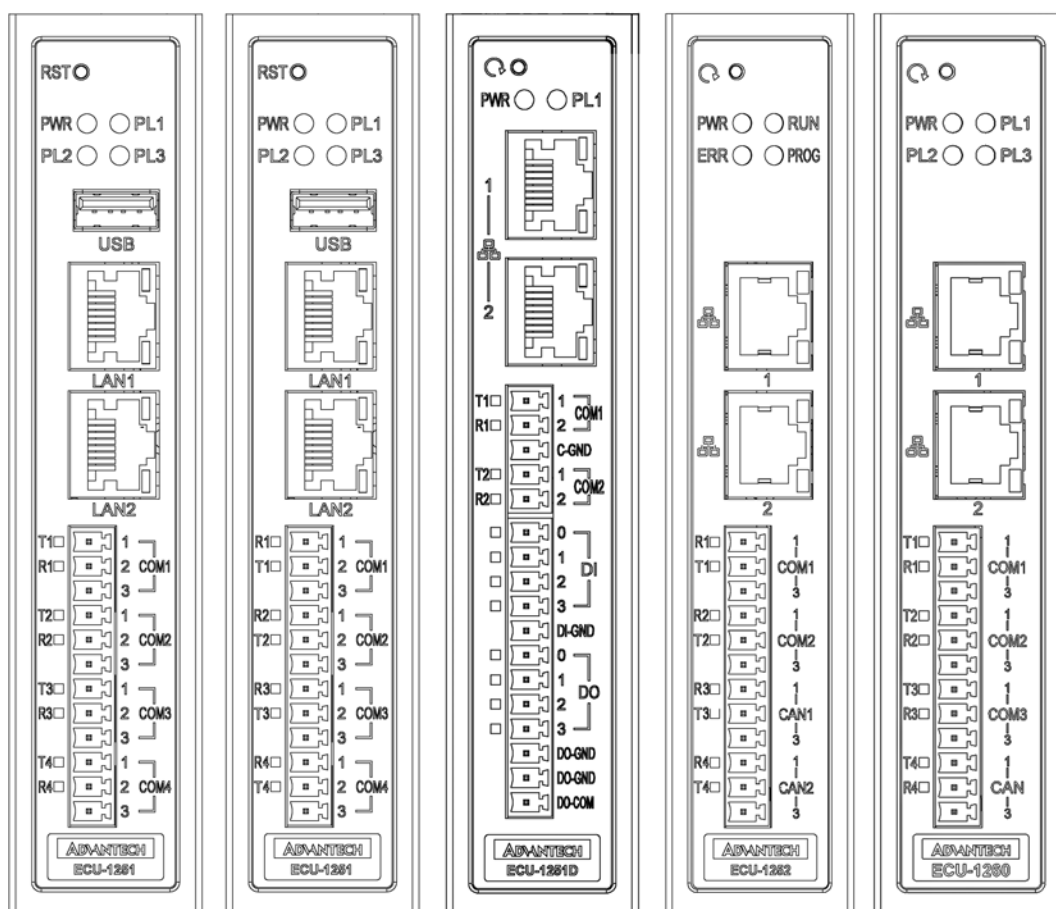 RST
PWR PL1
PL2 PL3
USB
LAN1
LAN2
T1 1
R1 2 COM1
3
T2 1
R2 2 COM2
3
T3 1
R3 2 COM3
3
T4 1
R4 2 COM4
3
ADVANTECH
ECU-1251
RST
PWR PL1
PL2 PL3
USB
LAN1
LAN2
R1 1
T1 2 COM1
3
R2 1
T2 2 COM2
3
R3 1
T3 2 COM3
3
R4 1
T4 2 COM4
3
ADVANTECH
ECU-1251
PWR PL1
1
2
T1 1 COM1
R1 2
C-GND
T2 1 COM2
R2 2
0
1 DI
2
3
DI-GND
0
1 DO
2
3
DO-GND
DO-GND
DO-COM
ADVANTECH
ECU-1251D
PWR RUN
ERR PROG
1
2
R1 1
T1 COM1
3
R2 1
T2 COM2
3
R3 1
T3 CAN1
3
R4 1
T4 CAN2
3
ADVANTECH
ECU-1252
PWR PL1
PL2 PL3
1
2
T1 1
R1 COM1
3
T2 1
R2 COM2
3
T3 1
R3 COM3
3
T4 1
R4 CAN
3
ADVANTECH
ECU-1260